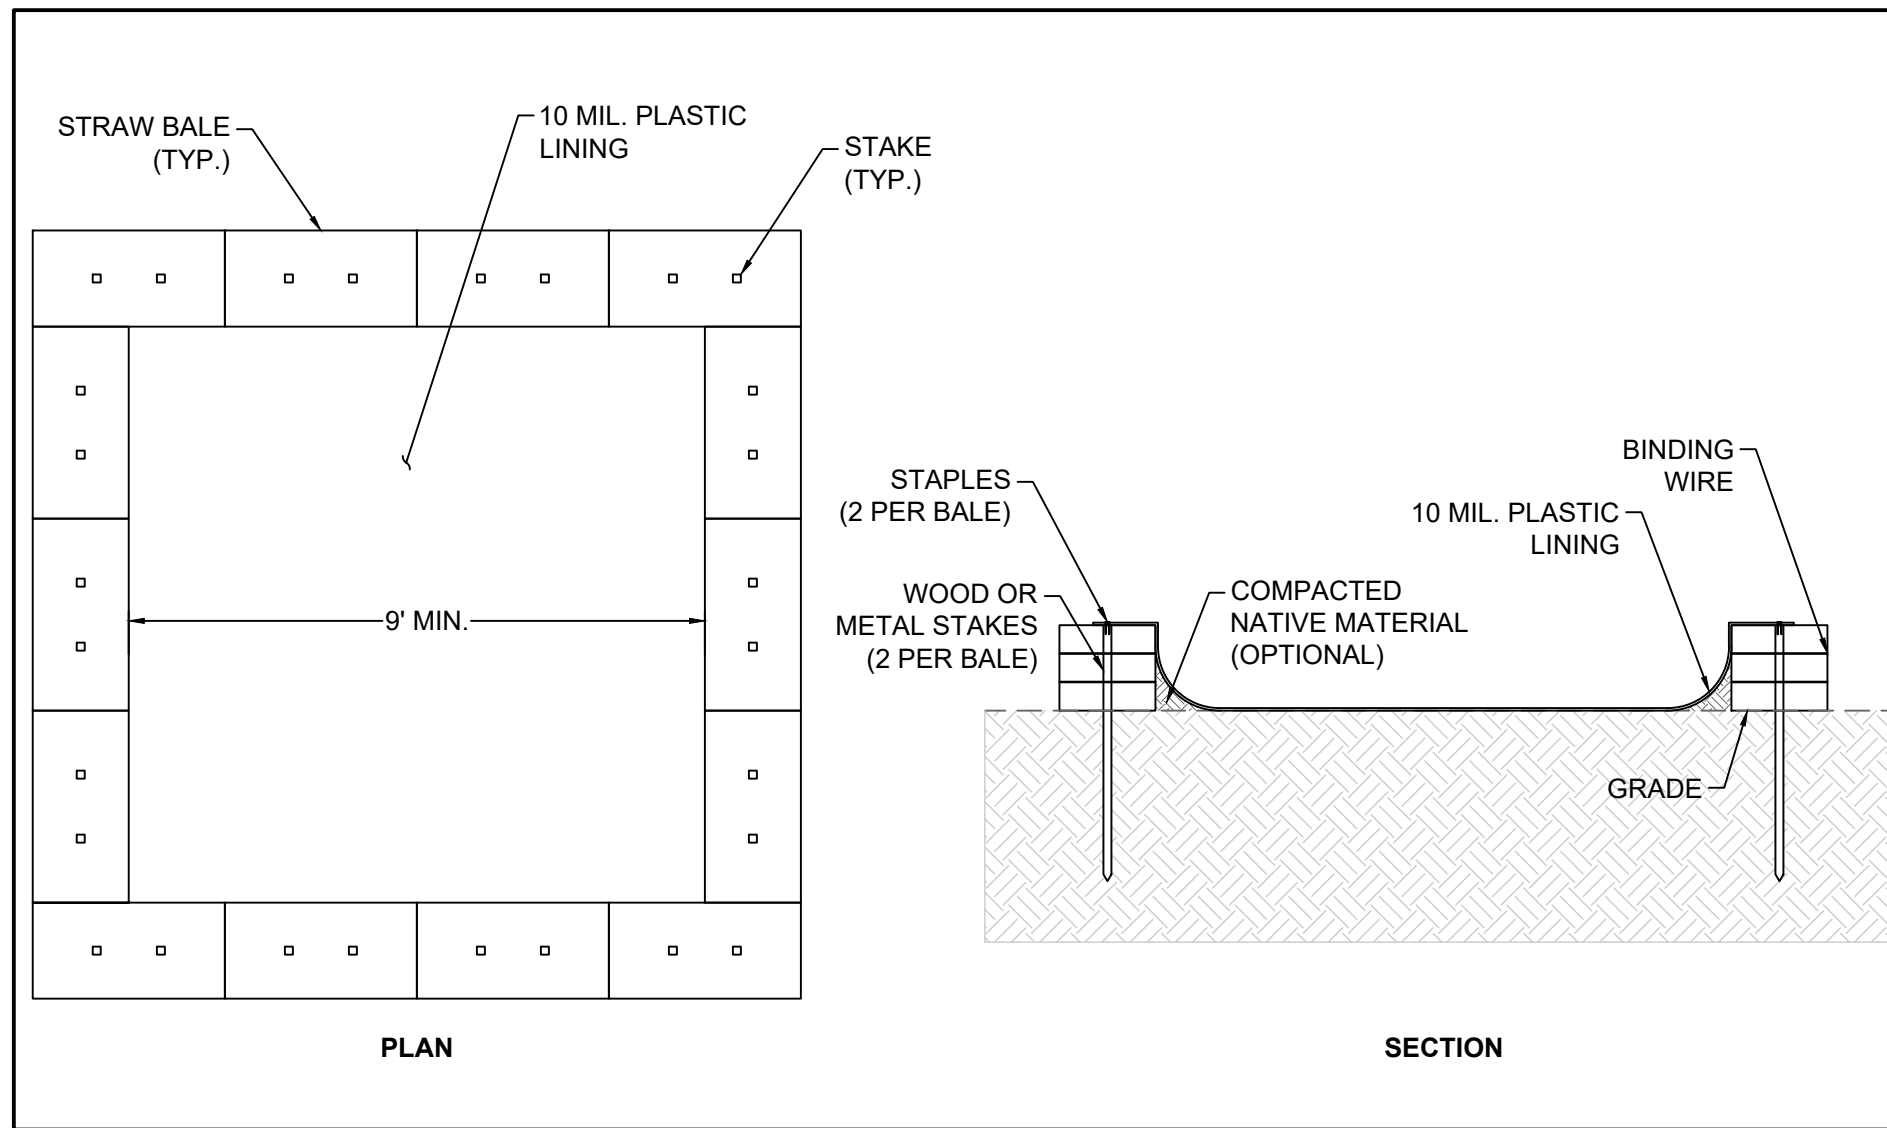 STRAW BALE
(TYP.)
10 MIL. PLASTIC
LINING
STAKE
(TYP.)
9' MIN.
PLAN
STAPLES
(2 PER BALE)
WOOD OR
METAL STAKES
(2 PER BALE)
COMPACTED
NATIVE MATERIAL
(OPTIONAL)
10 MIL. PLASTIC
LINING
BINDING
WIRE
GRADE
SECTION